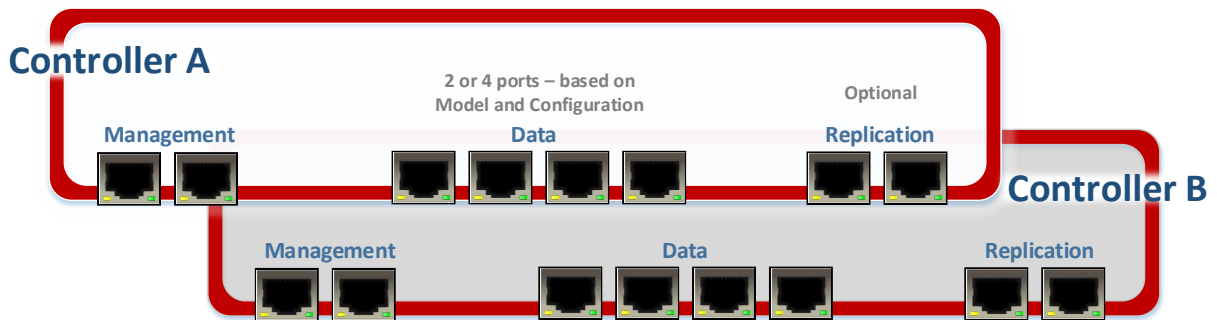 Controller A
2 or 4 ports – based on
Model and Configuration
Optional
Management
Data
Replication
Controller B
Management
Data
Replication